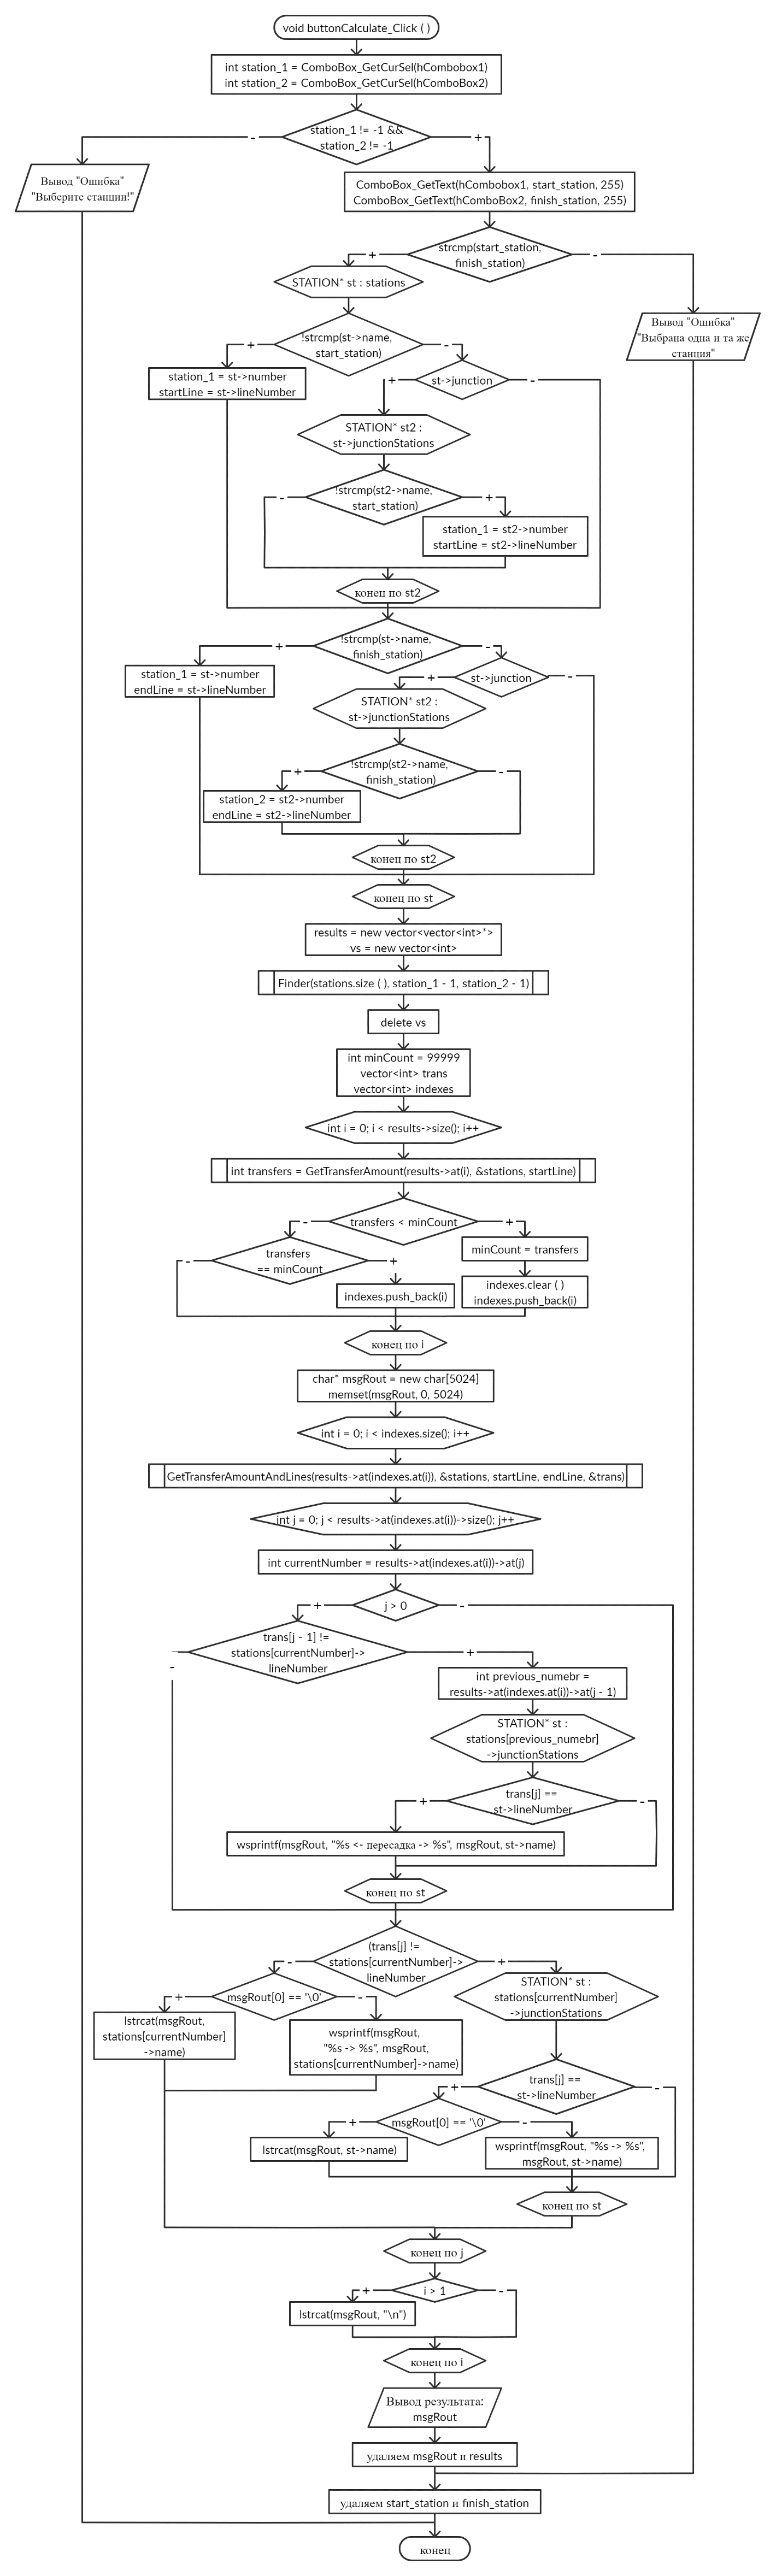 void buttonCalculate_Click ( )
int station_1 = ComboBox_GetCurSel(hCombobox1)
int station_2 = ComboBox_GetCurSel(hComboBox2)
station_1 != -1 &&
station_2 != -1
-
+
Вывод "Ошибка"
"Выберите станции!"
ComboBox_GetText(hCombobox1, start_station, 255)
ComboBox_GetText(hComboBox2, finish_station, 255)
strcmp(start_station,
finish_station)
+
-
STATION* st : stations
Вывод "Ошибка"
"Выбрана одна и та же
станция"
!strcmp(st->name,
start_station)
+
-
station_1 = st->number
startLine = st->lineNumber
st->junction
+
-
STATION* st2 :
st->junctionStations
!strcmp(st2->name,
start_station)
-
+
station_1 = st2->number
startLine = st2->lineNumber
конец по st2
!strcmp(st->name,
finish_station)
+
-
station_1 = st->number
endLine = st->lineNumber
st->junction
+
-
STATION* st2 :
st->junctionStations
!strcmp(st2->name,
finish_station)
+
-
station_2 = st2->number
endLine = st2->lineNumber
конец по st2
конец по st
results = new vector<vector<int>*>
vs = new vector<int>
Finder(stations.size ( ), station_1 - 1, station_2 - 1)
delete vs
int minCount = 99999
vector<int> trans
vector<int> indexes
int i = 0; i < results->size(); i++
int transfers = GetTransferAmount(results->at(i), &stations, startLine)
transfers < minCount
-
+
transfers
== minCount
-
+
minCount = transfers
indexes.push_back(i)
indexes.clear ( )
indexes.push_back(i)
конец по i
char* msgRout = new char[5024]
memset(msgRout, 0, 5024)
int i = 0; i < indexes.size(); i++
GetTransferAmountAndLines(results->at(indexes.at(i)), &stations, startLine, endLine, &trans)
int j = 0; j < results->at(indexes.at(i))->size(); j++
int currentNumber = results->at(indexes.at(i))->at(j)
j > 0
+
-
trans[j - 1] !=
stations[currentNumber]->
lineNumber
-
+
int previous_numebr =
results->at(indexes.at(i))->at(j - 1)
STATION* st :
stations[previous_numebr]
->junctionStations
trans[j] ==
st->lineNumber
+
-
wsprintf(msgRout, "%s <- пересадка -> %s", msgRout, st->name)
конец по st
(trans[j] !=
stations[currentNumber]->
lineNumber
-
+
msgRout[0] == '\0'
+
-
STATION* st :
stations[currentNumber]
->junctionStations
lstrcat(msgRout,
stations[currentNumber]
->name)
wsprintf(msgRout,
"%s -> %s", msgRout,
stations[currentNumber]->name)
trans[j] ==
st->lineNumber
+
-
msgRout[0] == '\0'
+
-
lstrcat(msgRout, st->name)
wsprintf(msgRout, "%s -> %s",
msgRout, st->name)
конец по st
конец по j
i > 1
+
-
lstrcat(msgRout, "\n")
конец по i
Вывод результата:
msgRout
удаляем msgRout и results
удаляем start_station и finish_station
конец